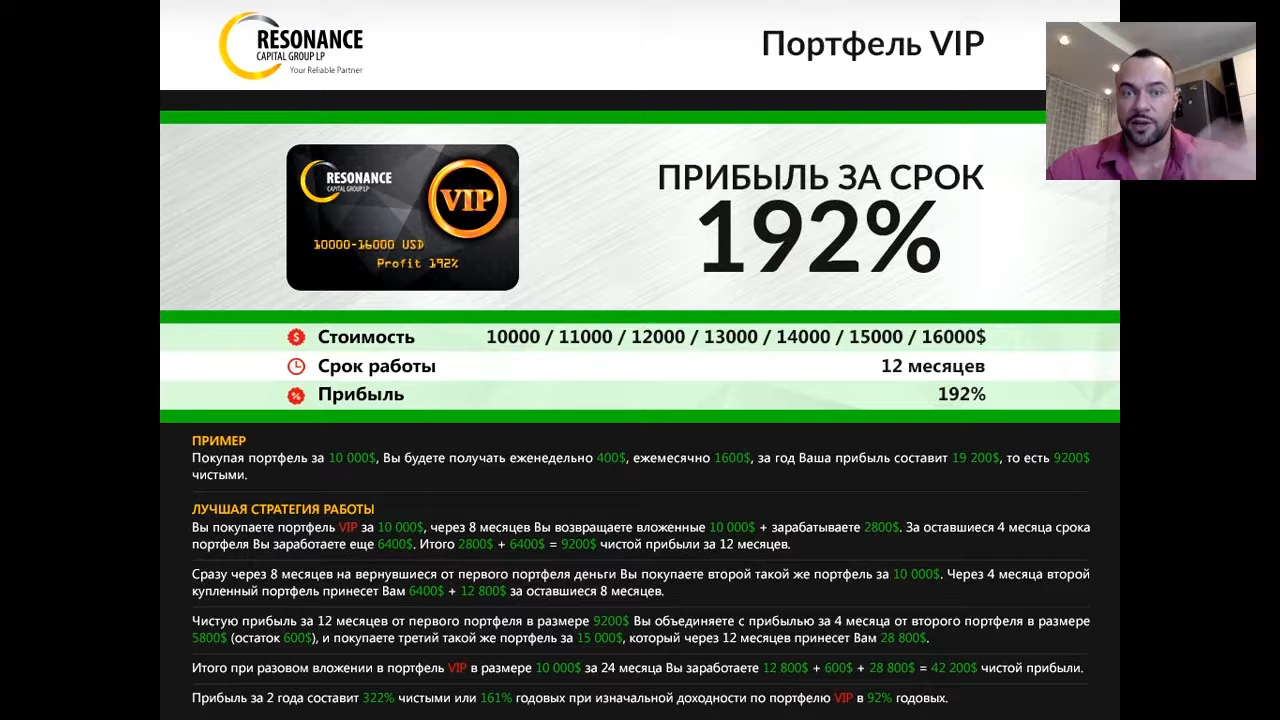 RESONANCE
CAPITAL GROUP LP
Your Reliable Partner
Портфель VIP
RESONANCE
CAPITAL GROUP LP
VIP
10000-16000 USD
Profit 192%
ПРИБЫЛЬ ЗА СРОК
192%
Стоимость 10000 / 11000 / 12000 / 13000 / 14000 / 15000 / 16000$
Срок работы 12 месяцев
Прибыль 192%
ПРИМЕР
Покупая портфель за 10 000$, Вы будете получать еженедельно 400$, ежемесячно 1600$, за год Ваша прибыль составит 19 200$, то есть 9200$
чистыми.
ЛУЧШАЯ СТРАТЕГИЯ РАБОТЫ
Вы покупаете портфель VIP за 10 000$, через 8 месяцев Вы возвращаете вложенные 10 000$ + зарабатываете 2800$. За оставшиеся 4 месяца срока
портфеля Вы заработаете еще 6400$. Итого 2800$ + 6400$ = 9200$ чистой прибыли за 12 месяцев.
Сразу через 8 месяцев на вернувшиеся от первого портфеля деньги Вы покупаете второй такой же портфель за 10 000$. Через 4 месяца второй
купленный портфель принесет Вам 6400$ + 12 800$ за оставшиеся 8 месяцев.
Чистую прибыль за 12 месяцев от первого портфеля в размере 9200$ Вы объединяете с прибылью за 4 месяца от второго портфеля в размере
5800$ (остаток 600$), и покупаете третий такой же портфель за 15 000$, который через 12 месяцев принесет Вам 28 800$.
Итого при разовом вложении в портфель VIP в размере 10 000$ за 24 месяца Вы заработаете 12 800$ + 600$ + 28 800$ = 42 200$ чистой прибыли.
Прибыль за 2 года составит 322% чистыми или 161% годовых при изначальной доходности по портфелю VIP в 92% годовых.